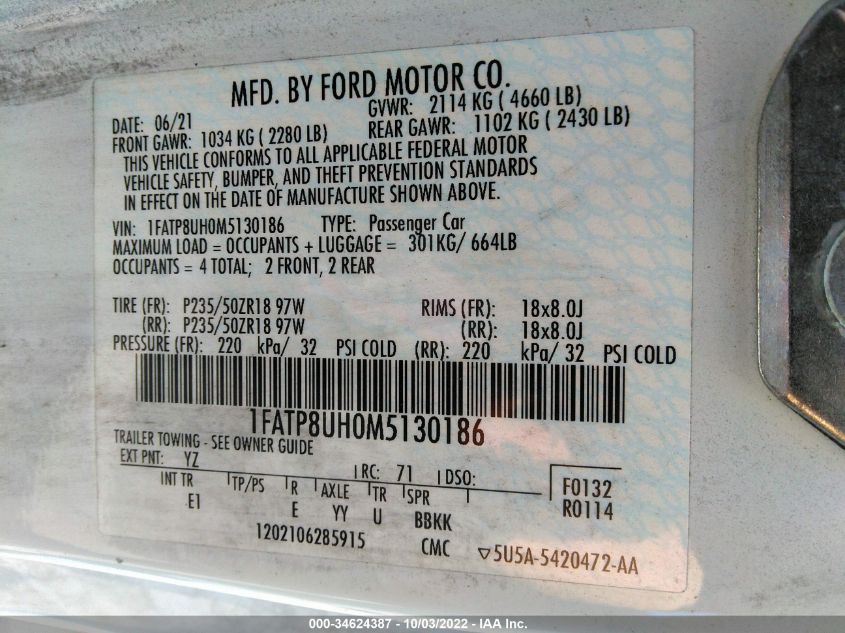 MFD. BY FORD MOTOR CO.
DATE: 06/21 GVWR: 2114 KG ( 4660 LB)
FRONT GAWR: 1034 KG ( 2280 LB) REAR GAWR: 1102 KG ( 2430 LB)
THIS VEHICLE CONFORMS TO ALL APPLICABLE FEDERAL MOTOR
VEHICLE SAFETY, BUMPER, AND THEFT PREVENTION STANDARDS
IN EFFECT ON THE DATE OF MANUFACTURE SHOWN ABOVE.
VIN: 1FATP8UH0M5130186 TYPE: Passenger Car
MAXIMUM LOAD = OCCUPANTS + LUGGAGE = 301KG/ 664LB
OCCUPANTS = 4 TOTAL; 2 FRONT, 2 REAR
TIRE (FR): P235/50ZR18 97W RIMS (FR): 18x8.0J
(RR): P235/50ZR18 97W (RR): 18x8.0J
PRESSURE (FR): 220 kPa/ 32 PSI COLD (RR): 220 kPa/ 32 PSI COLD
1FATP8UH0M5130186
TRAILER TOWING - SEE OWNER GUIDE
EXT PNT: YZ RC: 71 DSO:
INT TR TP/PS R AXLE TR SPR F0132
E1 E YY U BBKK R0114
1202106285915 CMC ▽5U5A-5420472-AA
000-34624387 - 10/03/2022 - IAA Inc.